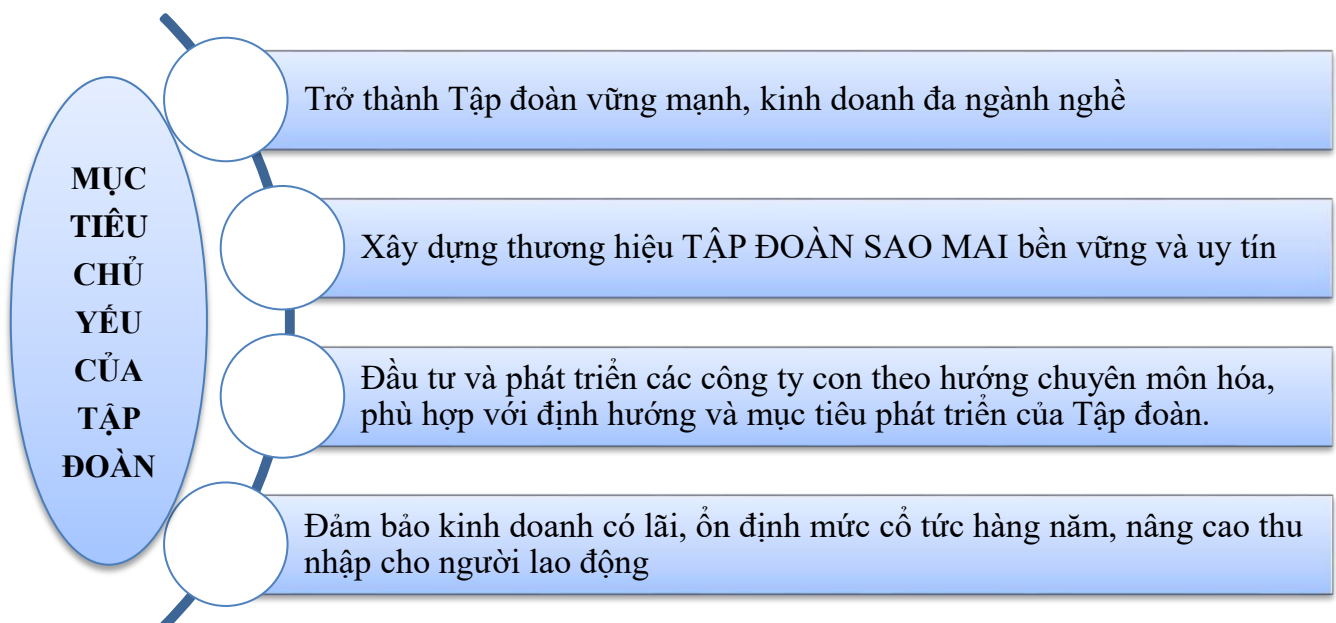 MỤC
TIÊU
CHỦ
YẾU
CỦA
TẬP
ĐOÀN
Trở thành Tập đoàn vững mạnh, kinh doanh đa ngành nghề
Xây dựng thương hiệu TẬP ĐOÀN SAO MAI bền vững và uy tín
Đầu tư và phát triển các công ty con theo hướng chuyên môn hóa,
phù hợp với định hướng và mục tiêu phát triển của Tập đoàn.
Đảm bảo kinh doanh có lãi, ổn định mức cổ tức hàng năm, nâng cao thu
nhập cho người lao động